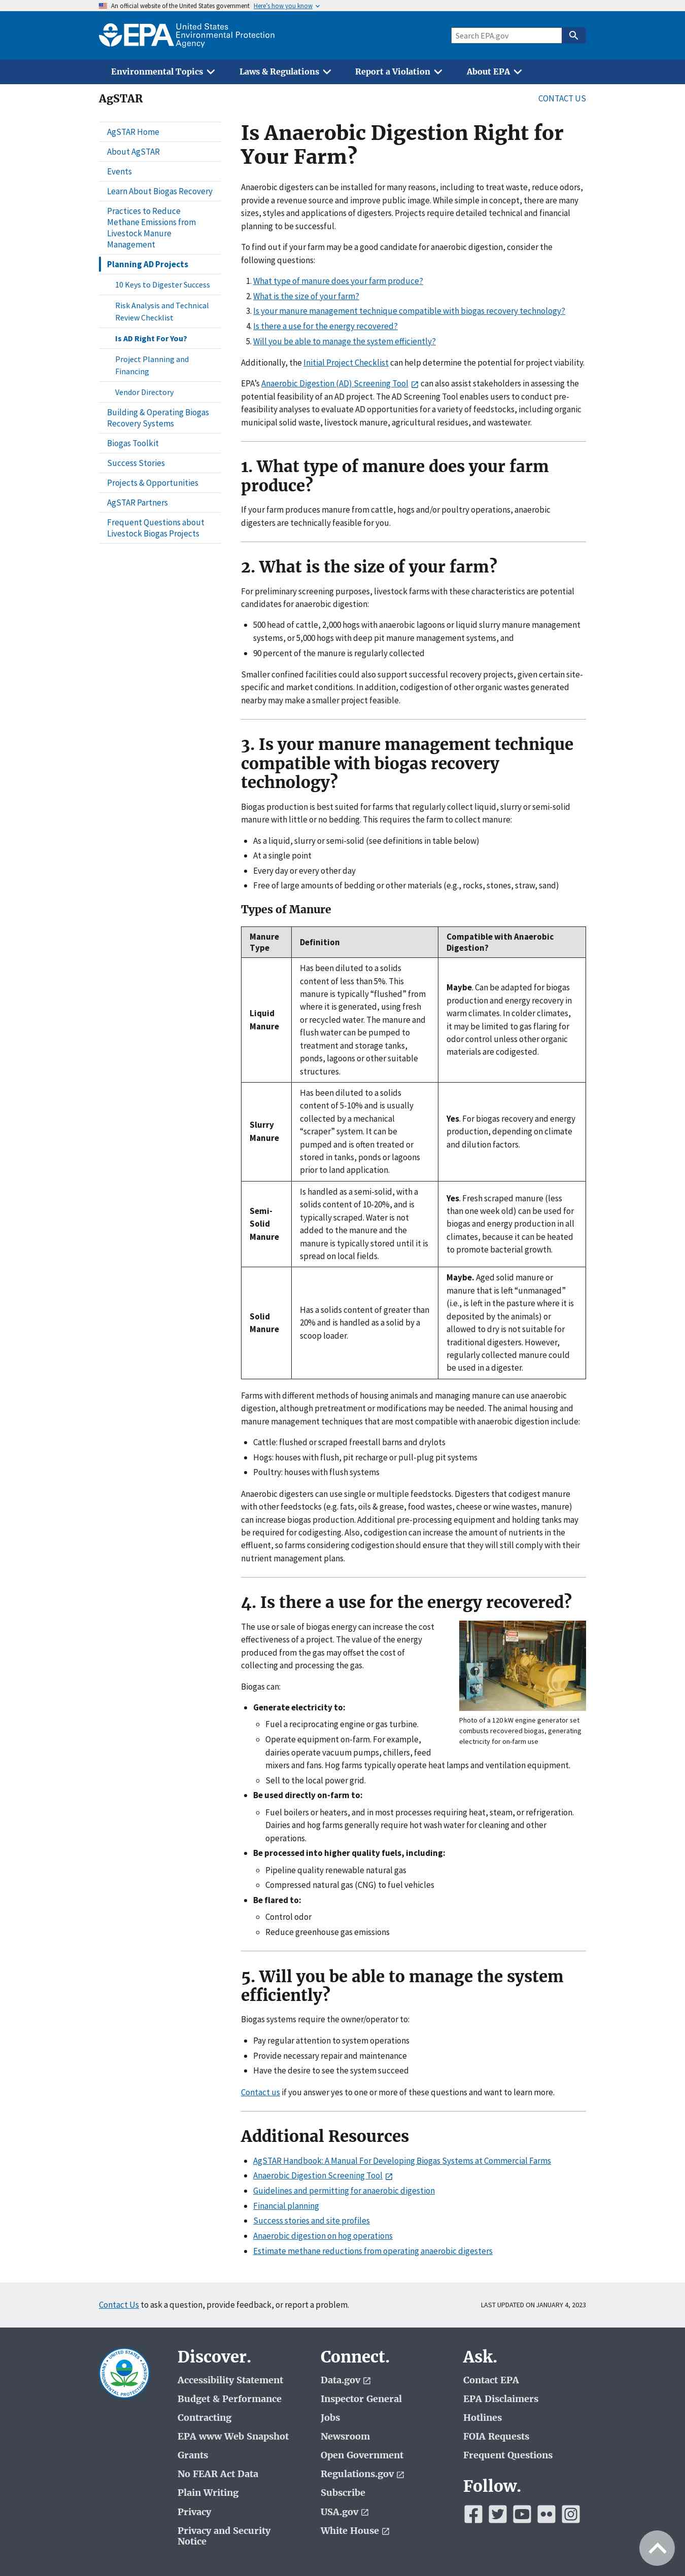 An official website of the United States government Here's how you know
EPA United States
Environmental Protection
Agency
Search EPA.gov
Environmental Topics Laws & Regulations Report a Violation About EPA
AgSTAR
CONTACT US
AgSTAR Home
About AgSTAR
Events
Learn About Biogas Recovery
Practices to Reduce
Methane Emissions from
Livestock Manure
Management
Planning AD Projects
10 Keys to Digester Success
Risk Analysis and Technical
Review Checklist
Is AD Right For You?
Project Planning and
Financing
Vendor Directory
Building & Operating Biogas
Recovery Systems
Biogas Toolkit
Success Stories
Projects & Opportunities
AgSTAR Partners
Frequent Questions about
Livestock Biogas Projects
Is Anaerobic Digestion Right for
Your Farm?
Anaerobic digesters can be installed for many reasons, including to treat waste, reduce odors,
provide a revenue source and improve public image. While simple in concept, there are many
sizes, styles and applications of digesters. Projects require detailed technical and financial
planning to be successful.
To find out if your farm may be a good candidate for anaerobic digestion, consider the
following questions:
1. What type of manure does your farm produce?
2. What is the size of your farm?
3. Is your manure management technique compatible with biogas recovery technology?
4. Is there a use for the energy recovered?
5. Will you be able to manage the system efficiently?
Additionally, the Initial Project Checklist can help determine the potential for project viability.
EPA's Anaerobic Digestion (AD) Screening Tool can also assist stakeholders in assessing the
potential feasibility of an AD project. The AD Screening Tool enables users to conduct pre-
feasibility analyses to evaluate AD opportunities for a variety of stockfeeds, including organic
municipal solid waste, livestock manure, agricultural residues, and wastewater.
1. What type of manure does your farm
produce?
If your farm produces manure from cattle, hogs and/or poultry operations, anaerobic
digesters are technically feasible for you.
2. What is the size of your farm?
For preliminary screening purposes, livestock farms with these characteristics are potential
candidates for anaerobic digestion:
• 500 head of cattle, 2,000 hogs with anaerobic lagoons or liquid slurry manure management
systems, or 5,000 hogs with deep pit manure management systems, and
• 90 percent of the manure is regularly collected
Smaller confined facilities could also support successful recovery projects, given certain site-
specific and market conditions. In addition, codigestion of other organic wastes generated
nearby may make a smaller project feasible.
3. Is your manure management technique
compatible with biogas recovery
technology?
Biogas production is best suited for farms that regularly collect liquid, slurry or semi-solid
manure with little or no bedding. This requires the farm to collect manure:
• As a liquid, slurry or semi-solid (see definitions in table below)
• At a single point
• Every day or every other day
• Free of large amounts of bedding or other materials (e.g., rocks, stones, straw, sand)
Types of Manure
Manure
Type
Definition
Compatible with Anaerobic
Digestion?
Liquid
Manure
Has been diluted to a solids
content of less than 5%. This
manure is typically "flushed" from
where it is generated, using fresh
or recycled water. The manure and
flush water can be pumped to
treatment and storage tanks,
ponds, lagoons or other suitable
structures.
Maybe. Can be adapted for biogas
production and energy recovery in
warm climates. In colder climates,
it may be limited to gas flaring for
odor control unless other organic
materials are codigested.
Slurry
Manure
Has been diluted to a solids
content of 5-10% and is usually
collected by a mechanical
"scraper" system. It can be
pumped and is often treated or
stored in tanks, ponds or lagoons
prior to land application.
Yes. For biogas recovery and energy
production, depending on climate
and dilution factors.
Semi-
Solid
Manure
Is handled as a semi-solid, with a
solids content of 10-20%, and is
typically scraped. Water is not
added to the manure and the
manure is typically stored until it is
spread on local fields.
Yes. Fresh scraped manure (less
than one week old) can be used for
biogas and energy production in all
climates, because it can be heated
to promote bacterial growth.
Solid
Manure
Has a solids content of greater than
20% and is handled as a solid by a
scoop loader.
Maybe. Aged solid manure or
manure that is left "unmanaged"
(i.e., is left in the pasture where it is
deposited by the animals) or
allowed to dry is not suitable for
traditional digesters. However,
regularly collected manure could
be used in a digester.
Farms with different methods of housing animals and managing manure can use anaerobic
digestion, although pretreatment or modifications may be needed. The animal housing and
manure management techniques that are most compatible with anaerobic digestion include:
• Cattle: flushed or scraped freestall barns and drylots
• Hogs: houses with flush, pit recharge or pull-plug pit systems
• Poultry: houses with flush systems
Anaerobic digesters can use single or multiple feedstocks. Digesters that codigest manure
with other feedstocks (e.g. fats, oils & grease, food wastes, cheese or wine wastes, manure)
can increase biogas production. Additional pre-processing equipment and holding tanks may
be required for codigesting. Also, codigestion can increase the amount of nutrients in the
effluent, so farms considering codigestion should ensure that they will still comply with their
nutrient management plans.
4. Is there a use for the energy recovered?
The use or sale of biogas energy can increase the cost
effectiveness of a project. The value of the energy
produced from the gas may offset the cost of
collecting and processing the gas.
Photo of a 120 kW engine generator set
combusts recovered biogas, generating
electricity for on-farm use
Biogas can:
• Generate electricity to:
◦ Fuel a reciprocating engine or gas turbine.
◦ Operate equipment on-farm. For example,
dairies operate vacuum pumps, chillers, feed
mixers and fans. Hog farms typically operate heat lamps and ventilation equipment.
◦ Sell to the local power grid.
• Be used directly on-farm to:
◦ Fuel boilers or heaters, and in most processes requiring heat, steam, or refrigeration.
Dairies and hog farms generally require hot wash water for cleaning and other
operations.
• Be processed into higher quality fuels, including:
◦ Pipeline quality renewable natural gas
◦ Compressed natural gas (CNG) to fuel vehicles
• Be flared to:
◦ Control odor
◦ Reduce greenhouse gas emissions
5. Will you be able to manage the system
efficiently?
Biogas systems require the owner/operator to:
• Pay regular attention to system operations
• Provide necessary repair and maintenance
• Have the desire to see the system succeed
Contact us if you answer yes to one or more of these questions and want to learn more.
Additional Resources
• AgSTAR Handbook: A Manual For Developing Biogas Systems at Commercial Farms
• Anaerobic Digestion Screening Tool
• Guidelines and permitting for anaerobic digestion
• Financial planning
• Success stories and site profiles
• Anaerobic digestion on hog operations
• Estimate methane reductions from operating anaerobic digesters
Contact Us to ask a question, provide feedback, or report a problem.
LAST UPDATED ON JANUARY 4, 2023
Discover.
Accessibility Statement
Budget & Performance
Contracting
EPA www Web Snapshot
Grants
No FEAR Act Data
Plain Writing
Privacy
Privacy and Security
Notice
Connect.
Data.gov
Inspector General
Jobs
Newsroom
Open Government
Regulations.gov
Subscribe
USA.gov
White House
Ask.
Contact EPA
EPA Disclaimers
Hotlines
FOIA Requests
Frequent Questions
Follow.